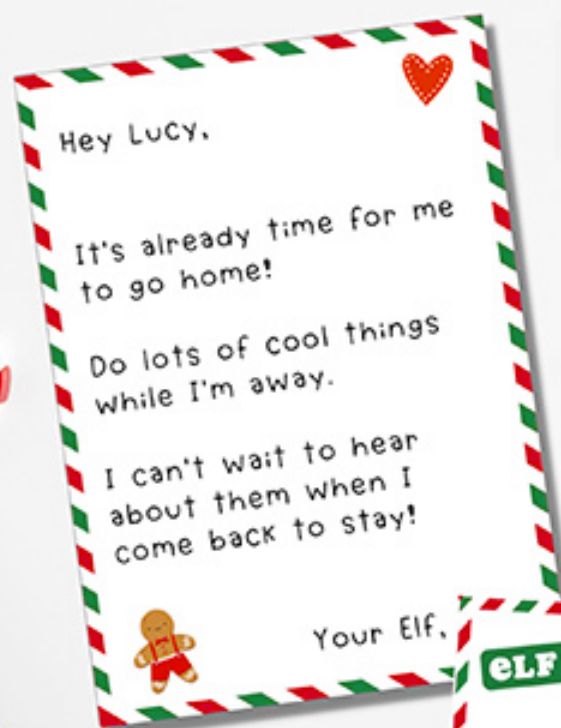 Hey Lucy,
It's already time for me
to go home!
Do lots of cool things
while I'm away.
I can't wait to hear
about them when I
come back to stay!
Your Elf,
eLF